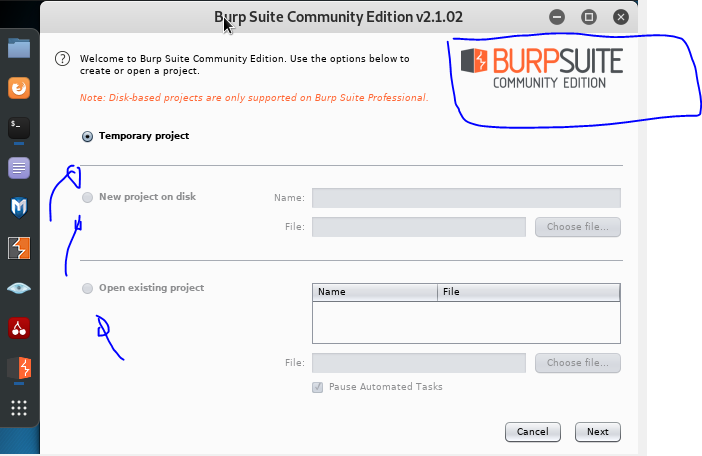 Burp Suite Community Edition v2.1.02
Welcome to Burp Suite Community Edition. Use the options below to
create or open a project.
BURPSUITE
COMMUNITY EDITION
Note: Disk-based projects are only supported on Burp Suite Professional.
Temporary project
New project on disk
Name:
File:
Choose file...
Open existing project
Name File
File:
Choose file...
Pause Automated Tasks
Cancel
Next